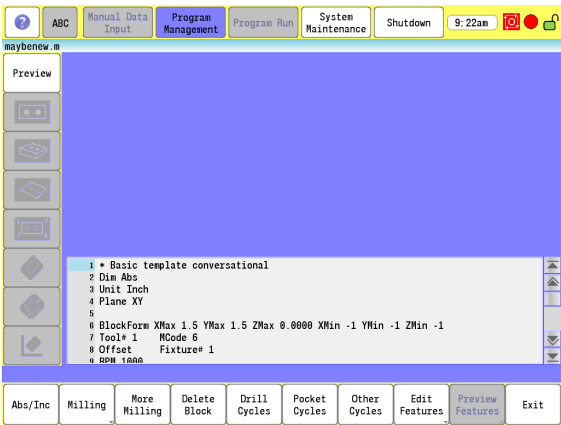 ?
ABC
Manual Data
Input
Program
Management
Program Run
System
Maintenance
Shutdown
9:22am
maybenew.m
Preview
1 * Basic template conversational
2 Dim Abs
3 Unit Inch
4 Plane XY
5
6 BlockForm XMax 1.5 YMax 1.5 ZMax 0.0000 XMin -1 YMin -1 ZMin -1
7 Tool# 1 MCode 6
8 Offset Fixture# 1
9 RPM 1000
Abs/Inc
Milling
More
Milling
Delete
Block
Drill
Cycles
Pocket
Cycles
Other
Cycles
Edit
Features
Preview
Features
Exit